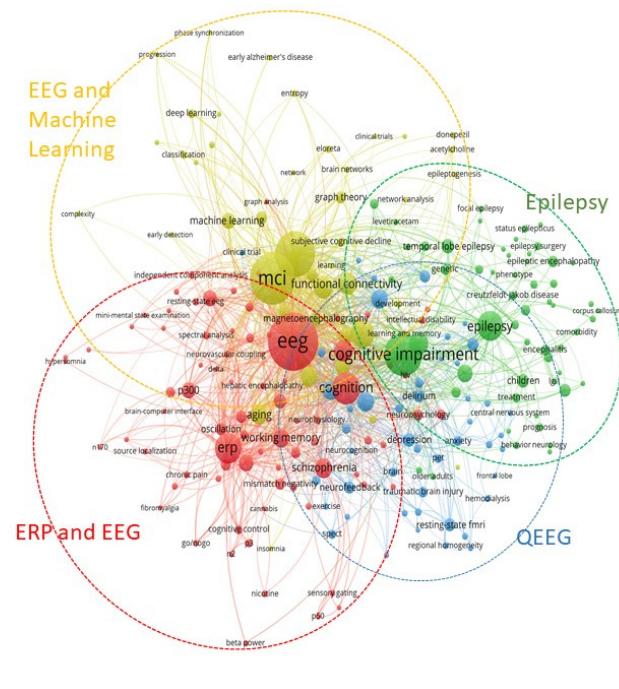 phase synchronization
progression
early alzheimer's disease
EEG and
Machine
Learning
entropy
deep learning
clinical trials
donepezil
eloreta
acetylcholine
classification
network
brain networks
epileptogenesis
graph analysis
graph theory
network analysis
Epilepsy
complexity
machine learning
levetiracetam
focal epilepsy
early detection
status epilepticus
subjective cognitive decline
temporal lobe epilepsy
epilepsy surgery
clinical trial
learning
genetic
epileptic encephalopathy
independent component analysis
mci
functional connectivity
phenotype
resting-state eeg
development
creutzfeldt-jakob disease
mini-mental state examination
magnetoencephalography
intellectual disability
corpus callosum
spectral analysis
eeg
learning and memory
epilepsy
comorbidity
hypersomnia
neurovascular coupling
cognitive impairment
encephalitis
delta
hepatic encephalopathy
cognition
children
p300
delirium
treatment
brain-computer interface
aging
neurophysiology
neuropsychology
central nervous system
oscillation
prognosis
n170
source localization
erp
working memory
depression
anxiety
behavior neurology
neurocognition
pet
chronic pain
schizophrenia
brain
older adults
frontal lobe
mismatch negativity
neurofeedback
traumatic brain injury
hemodialysis
fibromyalgia
cannabis
exercise
ERP and EEG
cognitive control
spect
resting-state fmri
QEEG
go/nogo
p3
n2
insomnia
regional homogeneity
nicotine
sensory gating
p50
beta power